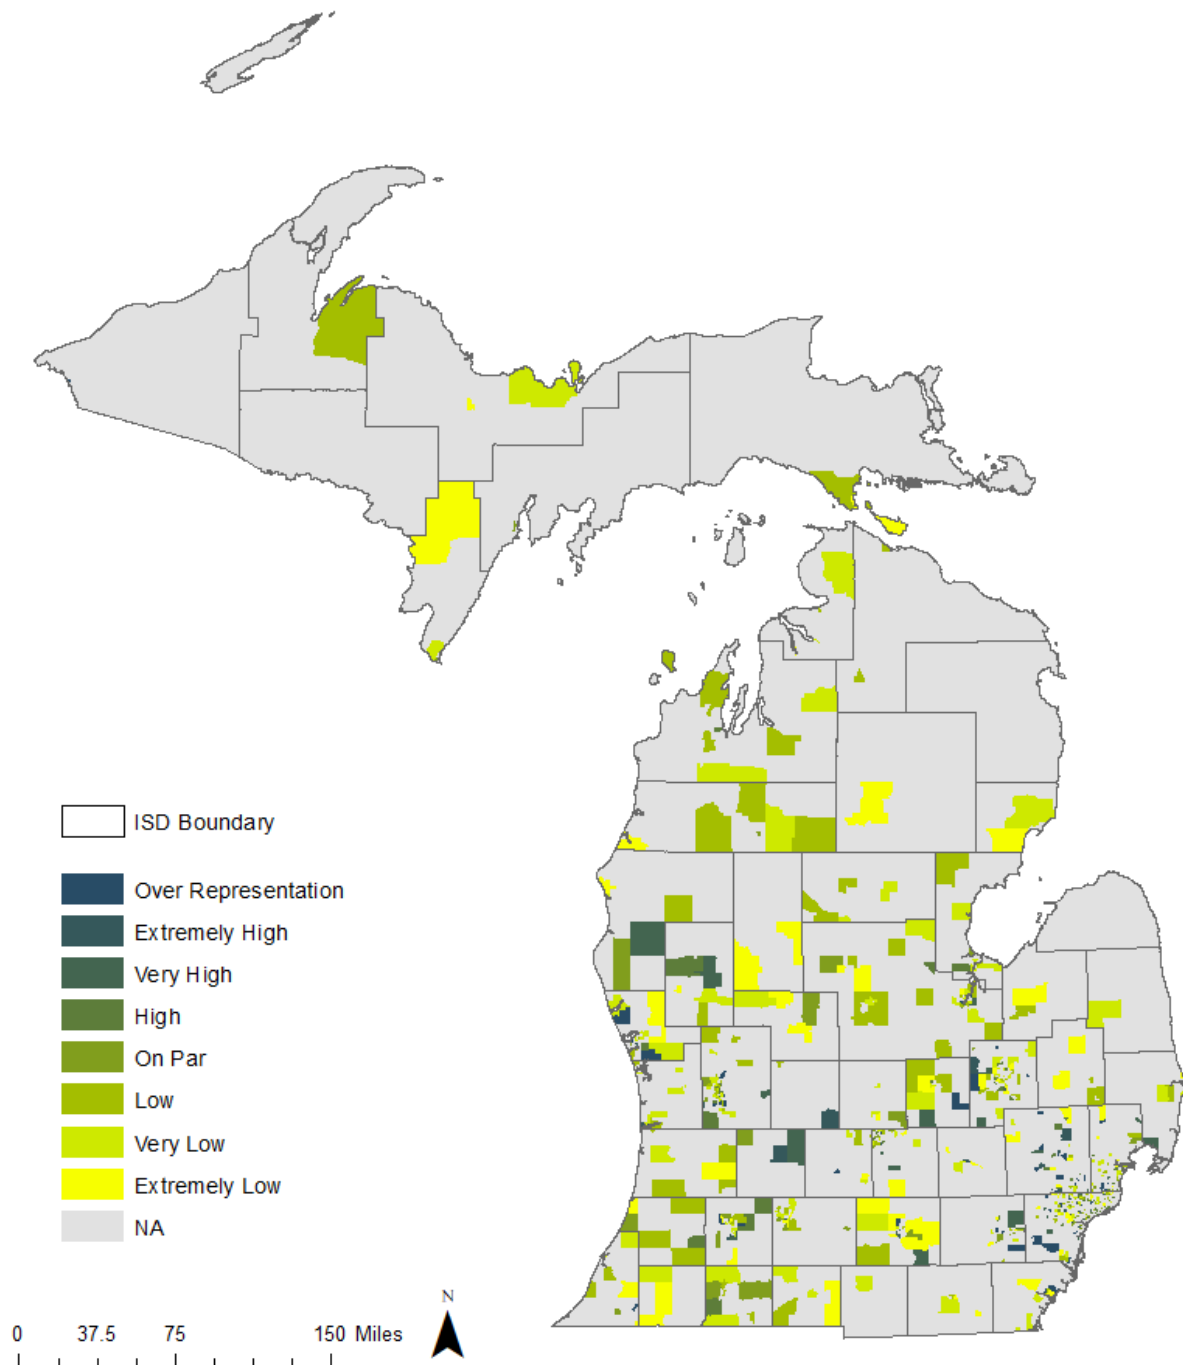 ISD Boundary
Over Representation
Extremely High
Very High
High
On Par
Low
Very Low
Extremely Low
NA
N
0 37.5 75 150 Miles